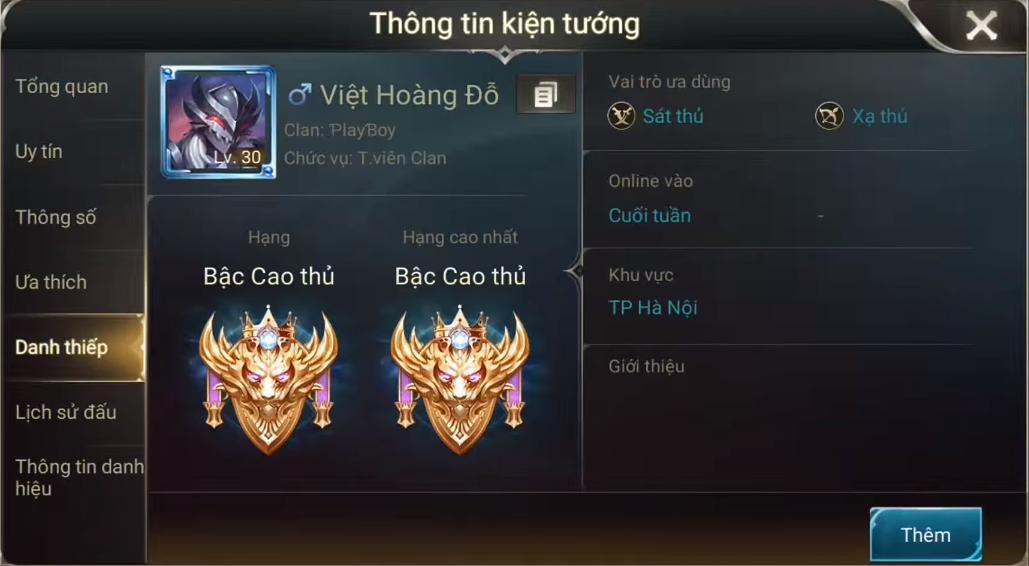 Thông tin kiện tướng
Tổng quan
Uy tín
Thông số
Ưa thích
Danh thiếp
Lịch sử đấu
Thông tin danh
hiệu
Lv. 30
Việt Hoàng Đỗ
Clan: ƤlayƁoy
Chức vụ: T.viên Clan
Hạng
Bậc Cao thủ
Hạng cao nhất
Bậc Cao thủ
Vai trò ưa dùng
Sát thủ
Xạ thủ
Online vào
Cuối tuần
-
Khu vực
TP Hà Nội
Giới thiệu
Thêm